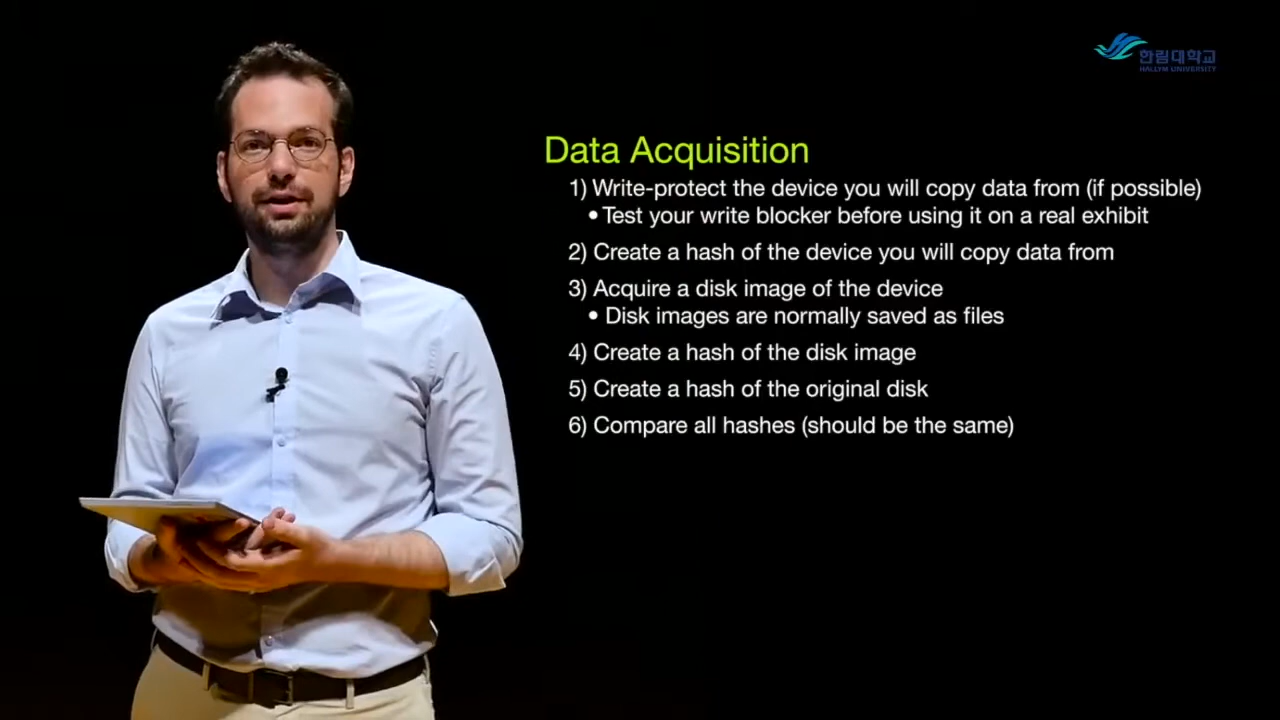 한림대학교
HALLYM UNIVERSITY
Data Acquisition
1) Write-protect the device you will copy data from (if possible)
• Test your write blocker before using it on a real exhibit
2) Create a hash of the device you will copy data from
3) Acquire a disk image of the device
• Disk images are normally saved as files
4) Create a hash of the disk image
5) Create a hash of the original disk
6) Compare all hashes (should be the same)